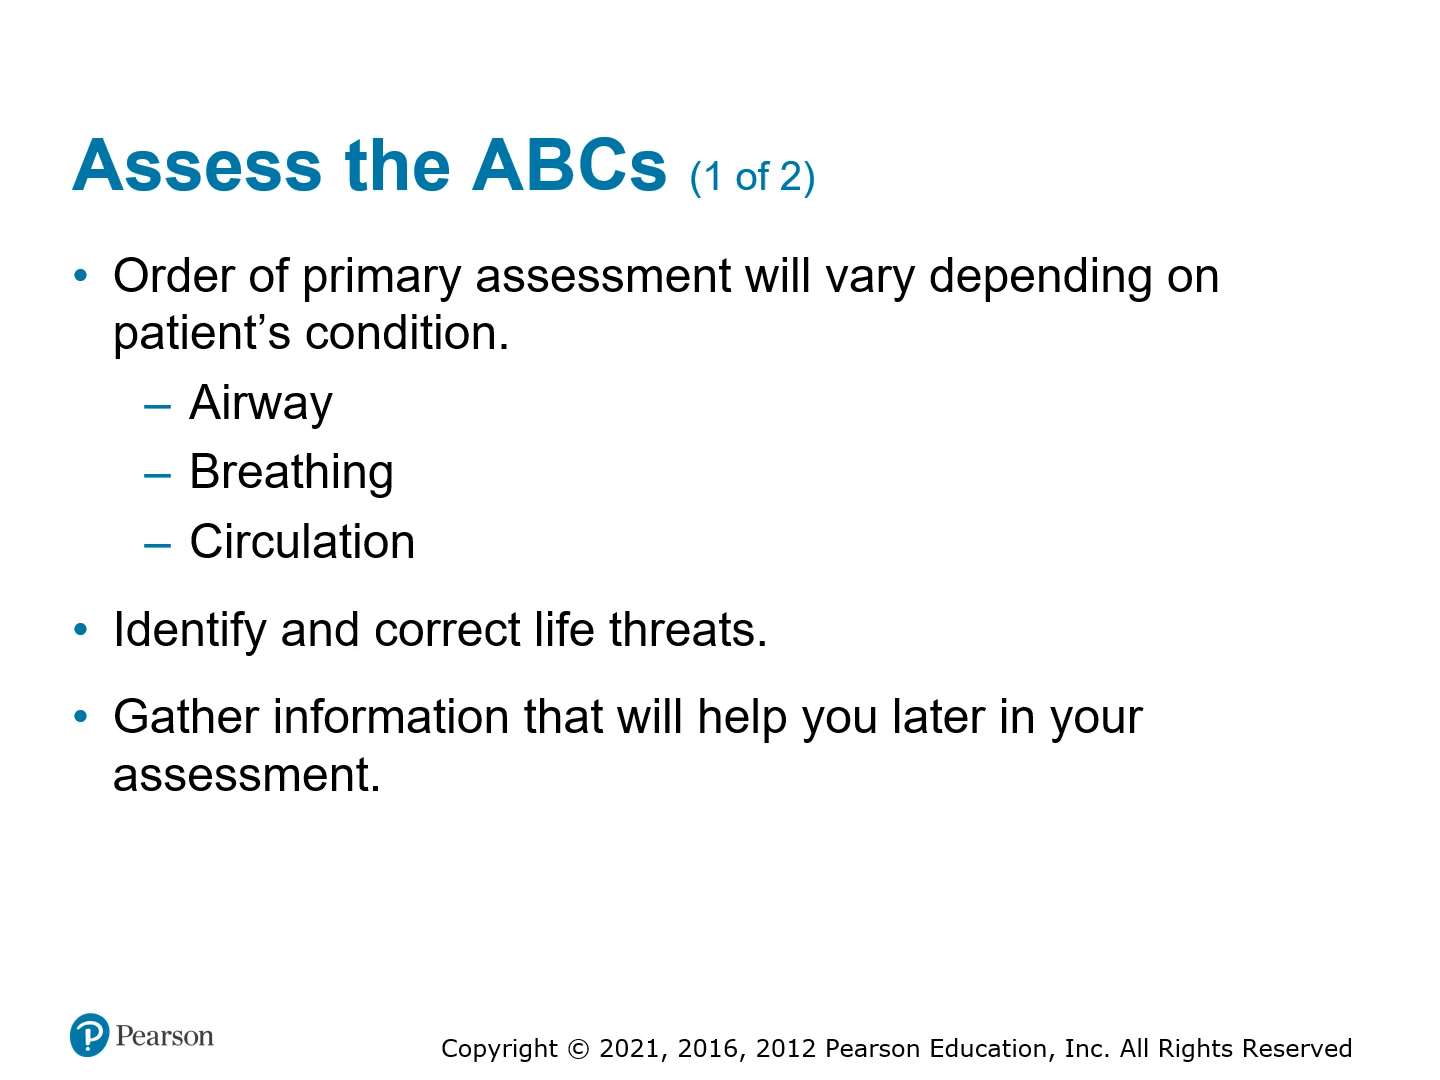 Assess the ABCs (1 of 2)
• Order of primary assessment will vary depending on
patient’s condition.
– Airway
– Breathing
– Circulation
• Identify and correct life threats.
• Gather information that will help you later in your
assessment.
Pearson
Copyright © 2021, 2016, 2012 Pearson Education, Inc. All Rights Reserved